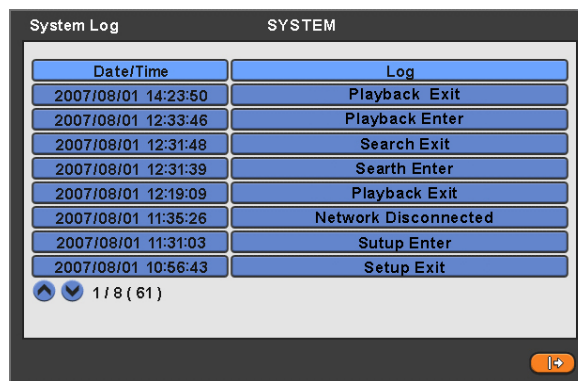 System Log SYSTEM
Date/Time Log
2007/08/01 14:23:50 Playback Exit
2007/08/01 12:33:46 Playback Enter
2007/08/01 12:31:48 Search Exit
2007/08/01 12:31:39 Searth Enter
2007/08/01 12:19:09 Playback Exit
2007/08/01 11:35:26 Network Disconnected
2007/08/01 11:31:03 Sutup Enter
2007/08/01 10:56:43 Setup Exit
1 / 8 ( 61 )